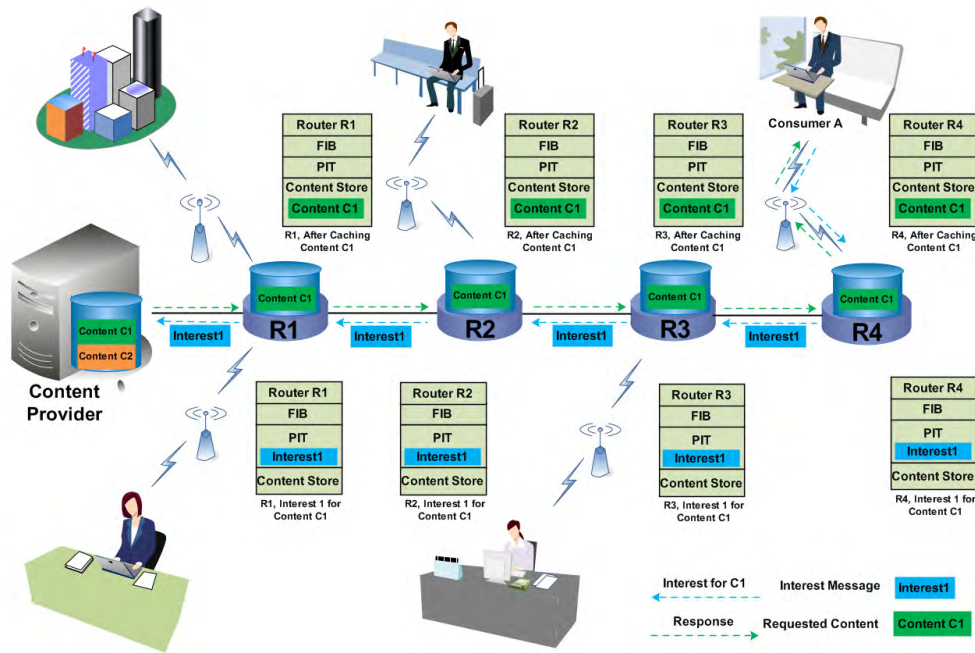 Router R1
FIB
PIT
Content Store
Content C1
R1, After Caching
Content C1
Router R2
FIB
PIT
Content Store
Content C1
R2, After Caching
Content C1
Router R3
FIB
PIT
Content Store
Content C1
R3, After Caching
Content C1
Consumer A
Router R4
FIB
PIT
Content Store
Content C1
R4, After Caching
Content C1
Content C1
Content C2
Content
Provider
Interest1
Content C1
R1
Interest1
Content C1
R2
Interest1
Content C1
R3
Interest1
Content C1
R4
Router R1
FIB
PIT
Interest1
Content Store
R1, Interest 1 for
Content C1
Router R2
FIB
PIT
Interest1
Content Store
R2, Interest 1 for
Content C1
Router R3
FIB
PIT
Interest1
Content Store
R3, Interest 1 for
Content C1
Router R4
FIB
PIT
Interest1
Content Store
R4, Interest 1 for
Content C1
Interest for C1
Interest Message
Interest1
Response
Requested Content
Content C1